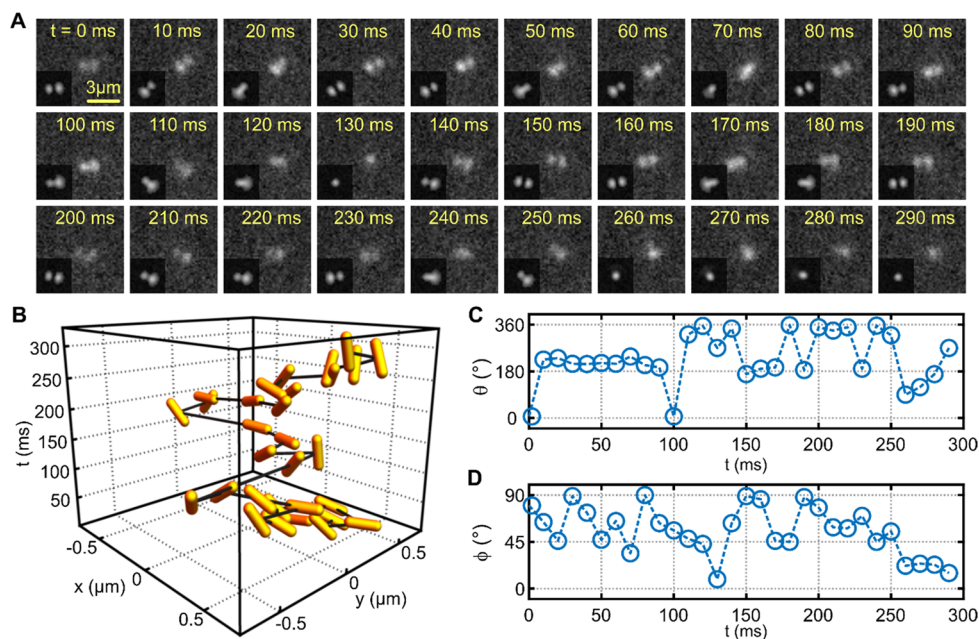 A
t = 0 ms 10 ms 20 ms 30 ms 40 ms 50 ms 60 ms 70 ms 80 ms 90 ms
3μm
100 ms 110 ms 120 ms 130 ms 140 ms 150 ms 160 ms 170 ms 180 ms 190 ms
200 ms 210 ms 220 ms 230 ms 240 ms 250 ms 260 ms 270 ms 280 ms 290 ms
B
t (ms)
300
250
200
150
100
50
-0.5
0
0.5
x (μm)
-0.5
0
0.5
y (μm)
C
θ (°)
360
180
0
0 50 100 150 200 250 300
t (ms)
D
ϕ (°)
90
45
0
0 50 100 150 200 250 300
t (ms)